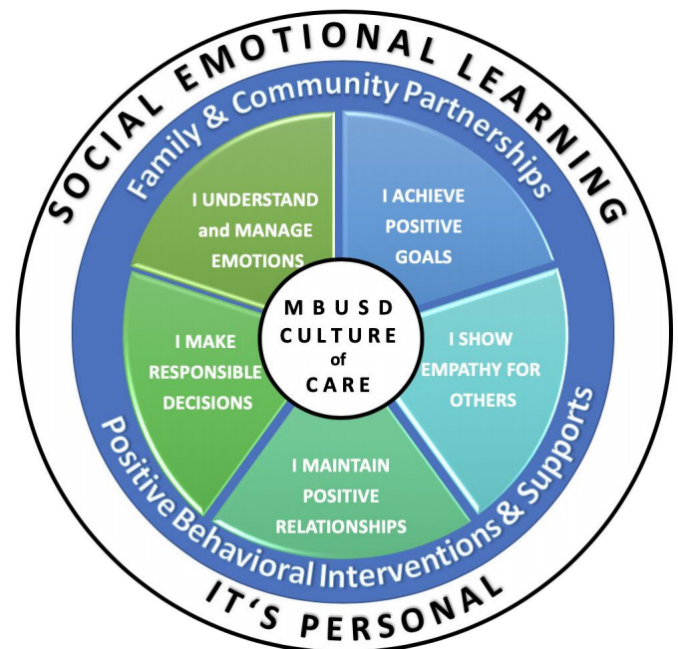 SOCIAL EMOTIONAL LEARNING
Family & Community Partnerships
I UNDERSTAND
and MANAGE
EMOTIONS
I ACHIEVE
POSITIVE
GOALS
MBUSD
CULTURE
of
CARE
I MAKE
RESPONSIBLE
DECISIONS
I SHOW
EMPATHY FOR
OTHERS
I MAINTAIN
POSITIVE
RELATIONSHIPS
Positive Behavioral Interventions & Supports
IT'S PERSONAL